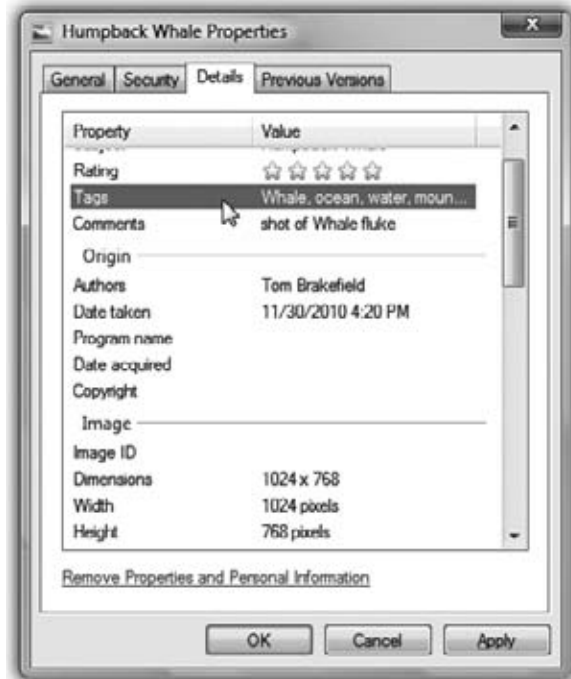 Humpback Whale Properties
General Security Details Previous Versions
Property Value
Rating
Tags Whale, ocean, water, moun...
Comments shot of Whale fluke
Origin
Authors Tom Brakefield
Date taken 11/30/2010 4:20 PM
Program name
Date acquired
Copyright
Image
Image ID
Dimensions 1024 x 768
Width 1024 pixels
Height 768 pixels
Remove Properties and Personal Information
OK Cancel Apply